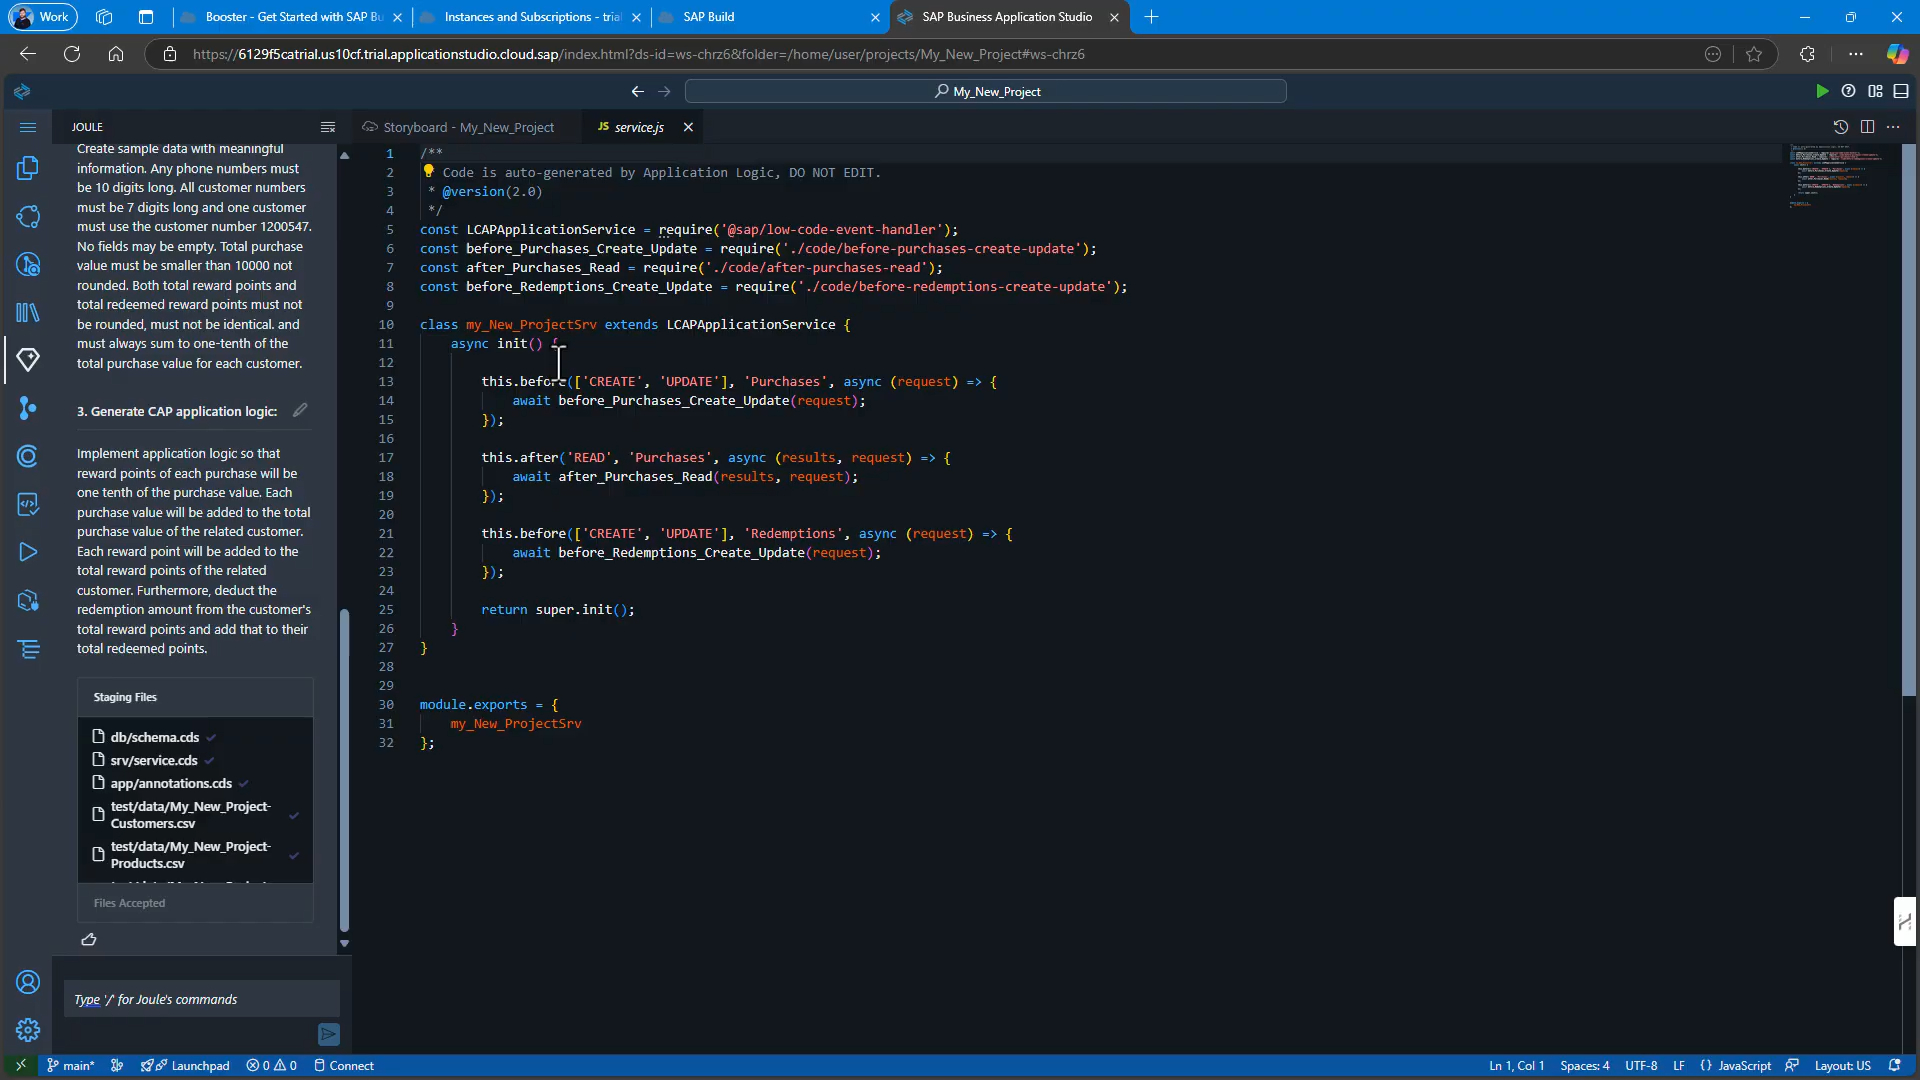 Work
Booster - Get Started with SAP Bu
Instances and Subscriptions - trial
SAP Build
SAP Business Application Studio
https://6129f5catrial.us10cf.trial.applicationstudio.cloud.sap/index.html?ds-id=ws-chrz6&folder=/home/user/projects/My_New_Project#ws-chrz6
My_New_Project
JOULE
Storyboard - My_New_Project
JS service.js
Create sample data with meaningful
information. Any phone numbers must
be 10 digits long. All customer numbers
must be 7 digits long and one customer
must use the customer number 1200547.
No fields may be empty. Total purchase
value must be smaller than 10000 not
rounded. Both total reward points and
total redeemed reward points must not
be rounded, must not be identical. and
must always sum to one-tenth of the
total purchase value for each customer.
3. Generate CAP application logic:
Implement application logic so that
reward points of each purchase will be
one tenth of the purchase value. Each
purchase value will be added to the total
purchase value of the related customer.
Each reward point will be added to the
total reward points of the related
customer. Furthermore, deduct the
redemption amount from the customer's
total reward points and add that to their
total redeemed points.
Staging Files
db/schema.cds
srv/service.cds
app/annotations.cds
test/data/My_New_Project-
Customers.csv
test/data/My_New_Project-
Products.csv
Files Accepted
Type '/' for Joule's commands
1 /**
2 Code is auto-generated by Application Logic, DO NOT EDIT.
3 * @version(2.0)
4 */
5 const LCAPApplicationService = require('@sap/low-code-event-handler');
6 const before_Purchases_Create_Update = require('./code/before-purchases-create-update');
7 const after_Purchases_Read = require('./code/after-purchases-read');
8 const before_Redemptions_Create_Update = require('./code/before-redemptions-create-update');
9
10 class my_New_ProjectSrv extends LCAPApplicationService {
11 async init() {
12
13 this.before(['CREATE', 'UPDATE'], 'Purchases', async (request) => {
14 await before_Purchases_Create_Update(request);
15 });
16
17 this.after('READ', 'Purchases', async (results, request) => {
18 await after_Purchases_Read(results, request);
19 });
20
21 this.before(['CREATE', 'UPDATE'], 'Redemptions', async (request) => {
22 await before_Redemptions_Create_Update(request);
23 });
24
25 return super.init();
26 }
27 }
28
29
30 module.exports = {
31 my_New_ProjectSrv
32 };
main*
Launchpad
0 0
Connect
Ln 1, Col 1
Spaces: 4
UTF-8
LF
{} JavaScript
Layout: US